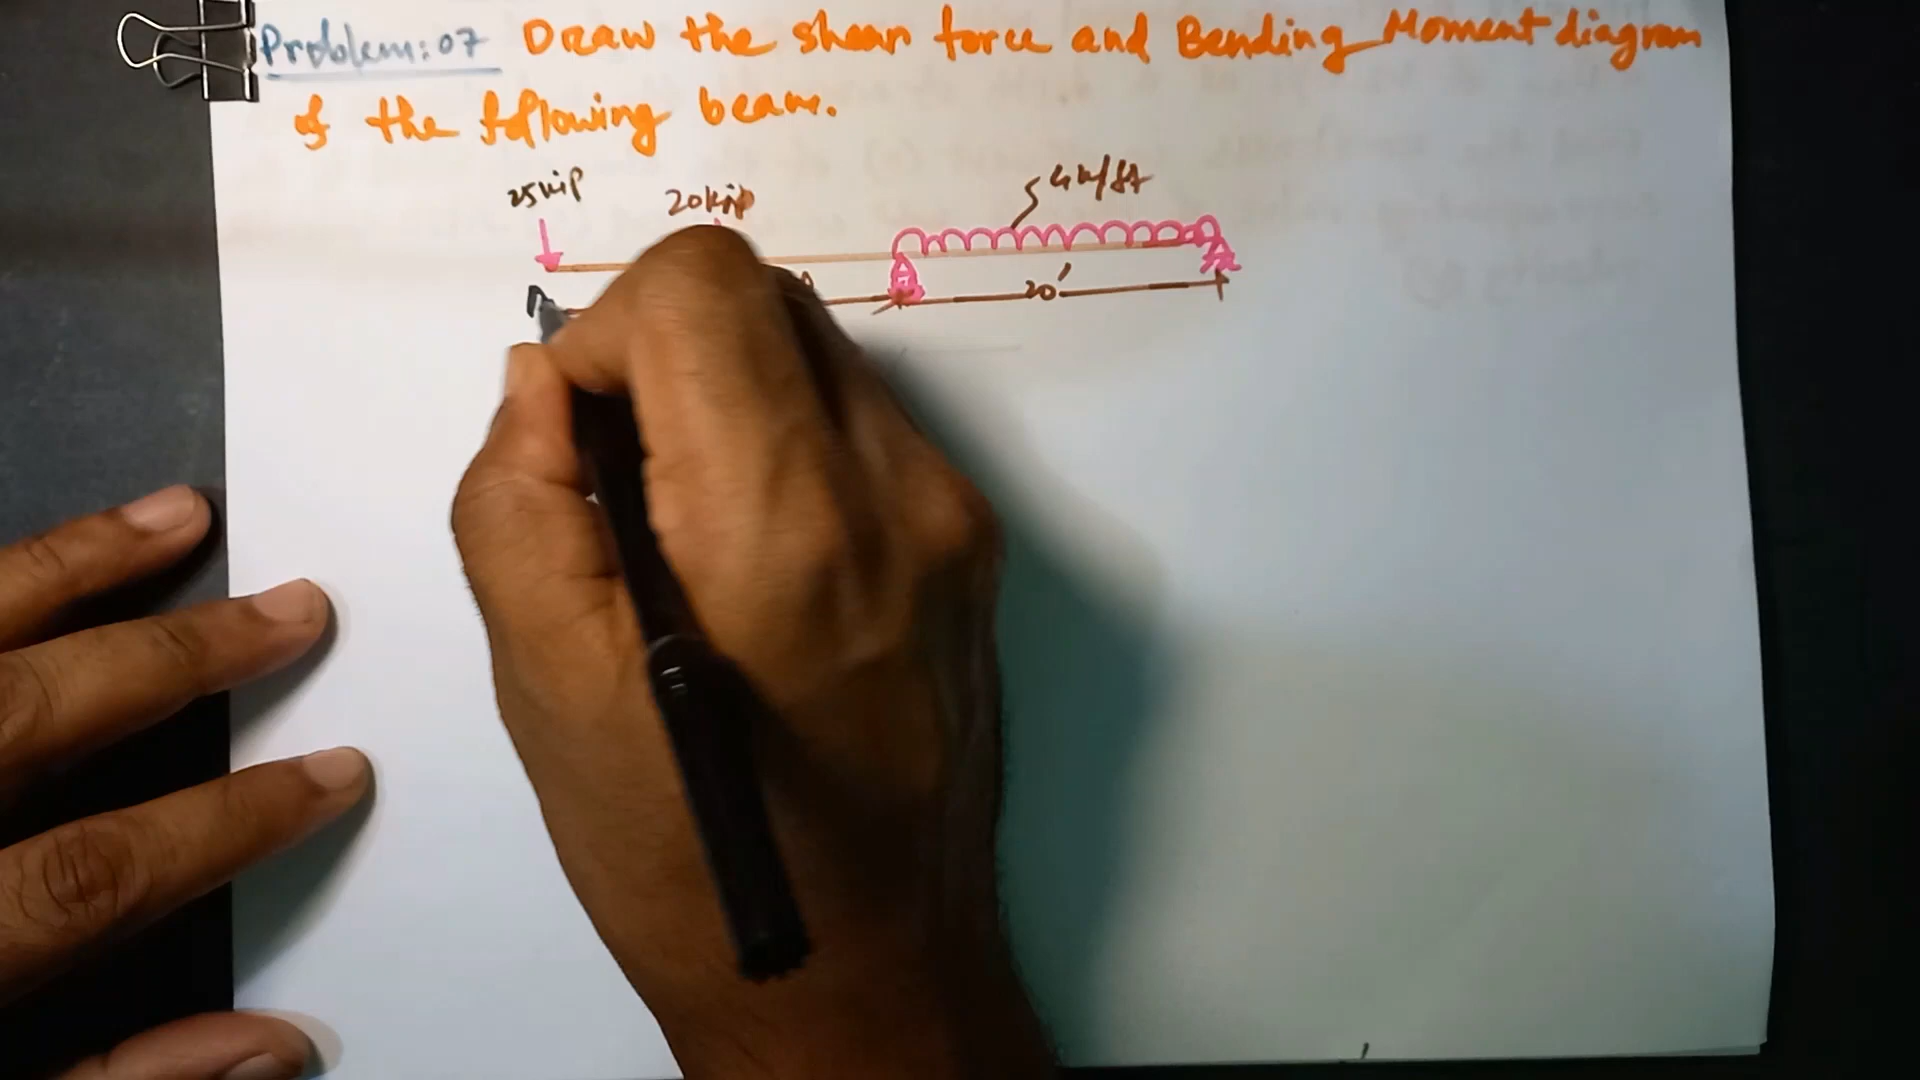 Problem: 07 Draw the shear force and Bending Moment diagram
of the following beam.
25kip 20kip 4k/ft
20'